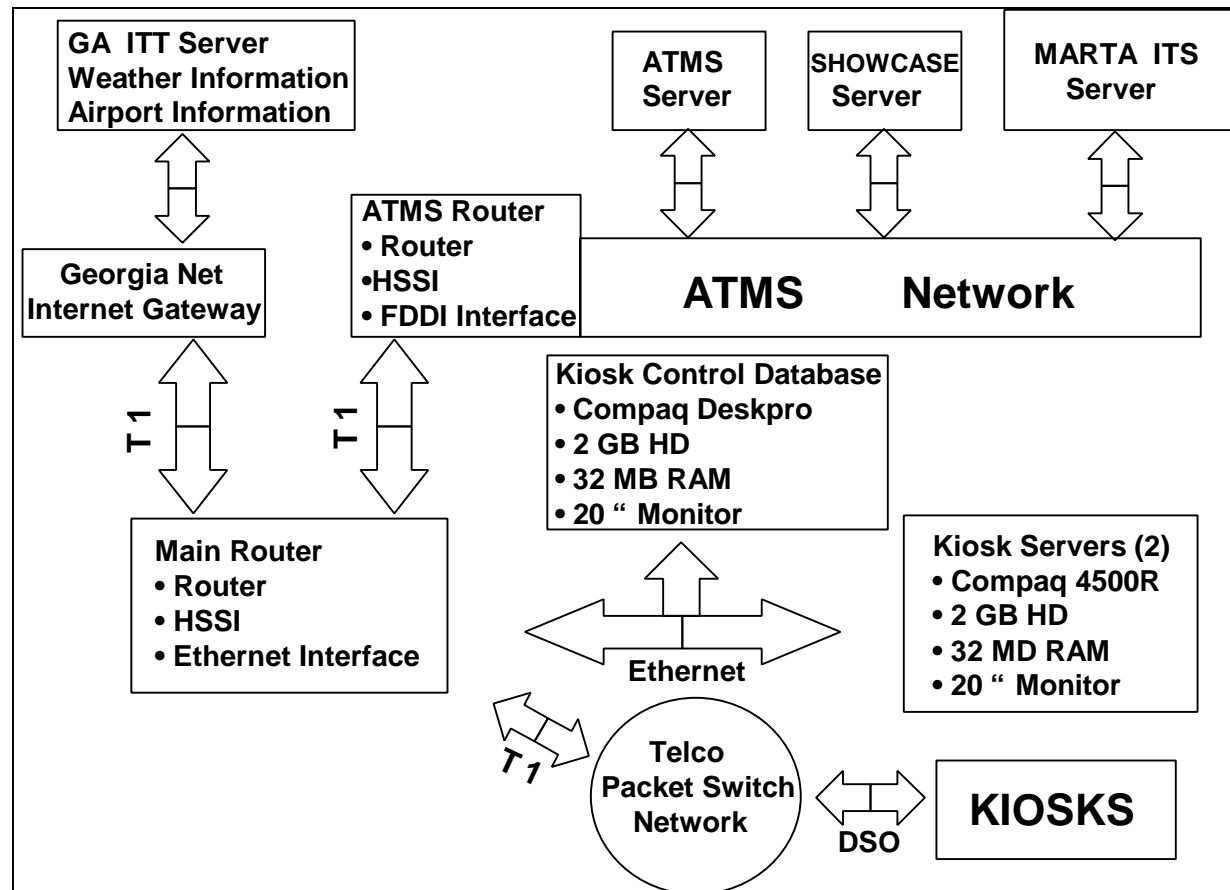 GA ITT Server
Weather Information
Airport Information
ATMS
Server
SHOWCASE
Server
MARTA ITS
Server
Georgia Net
Internet Gateway
ATMS Router
• Router
•HSSI
• FDDI Interface
ATMS Network
T 1
T 1
Kiosk Control Database
• Compaq Deskpro
• 2 GB HD
• 32 MB RAM
• 20 “ Monitor
Main Router
• Router
• HSSI
• Ethernet Interface
Kiosk Servers (2)
• Compaq 4500R
• 2 GB HD
• 32 MD RAM
• 20 “ Monitor
Ethernet
T 1
Telco
Packet Switch
Network
DSO
KIOSKS